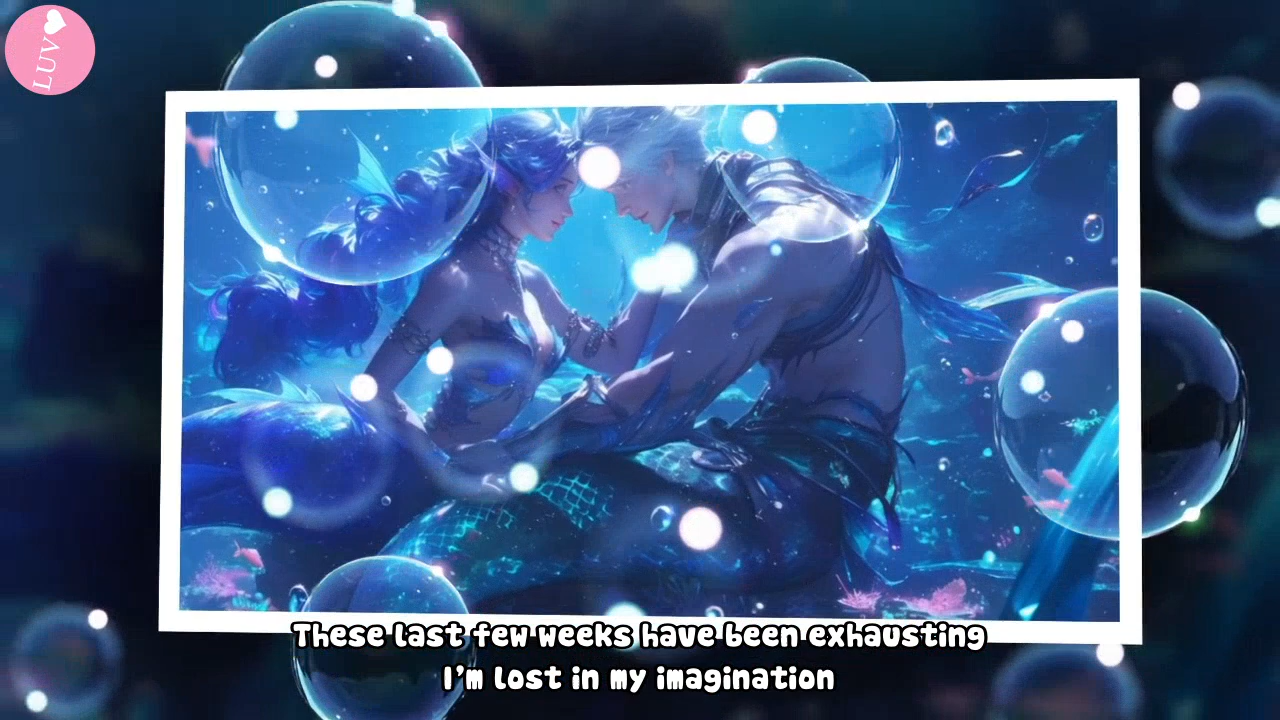 LUV
These last few weeks have been exhausting
I'm lost in my imagination